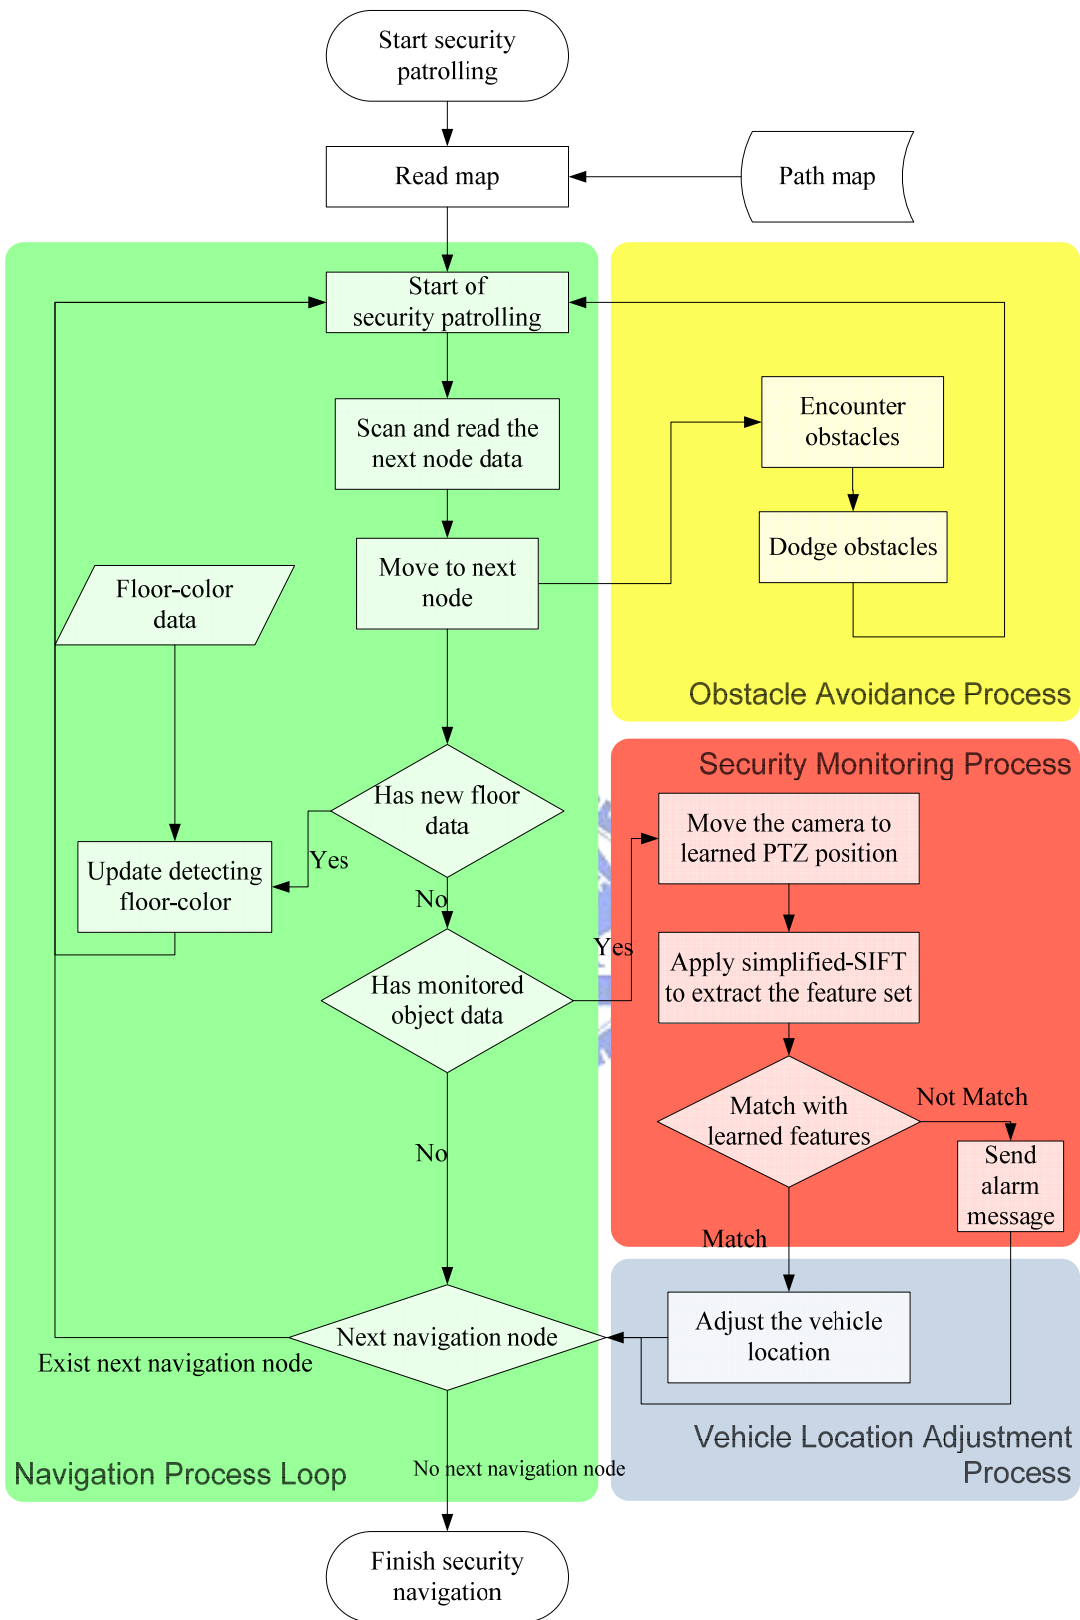 Start security
patrolling
Read map
Path map
Start of
security patrolling
Scan and read the
next node data
Encounter
obstacles
Dodge obstacles
Move to next
node
Floor-color
data
Obstacle Avoidance Process
Security Monitoring Process
Has new floor
data
Yes
No
Update detecting
floor-color
Move the camera to
learned PTZ position
Has monitored
object data
Yes
No
Apply simplified-SIFT
to extract the feature set
Match with
learned features
Not Match
Send
alarm
message
Match
Next navigation node
Adjust the vehicle
location
Exist next navigation node
Vehicle Location Adjustment
Process
Navigation Process Loop
No next navigation node
Finish security
navigation